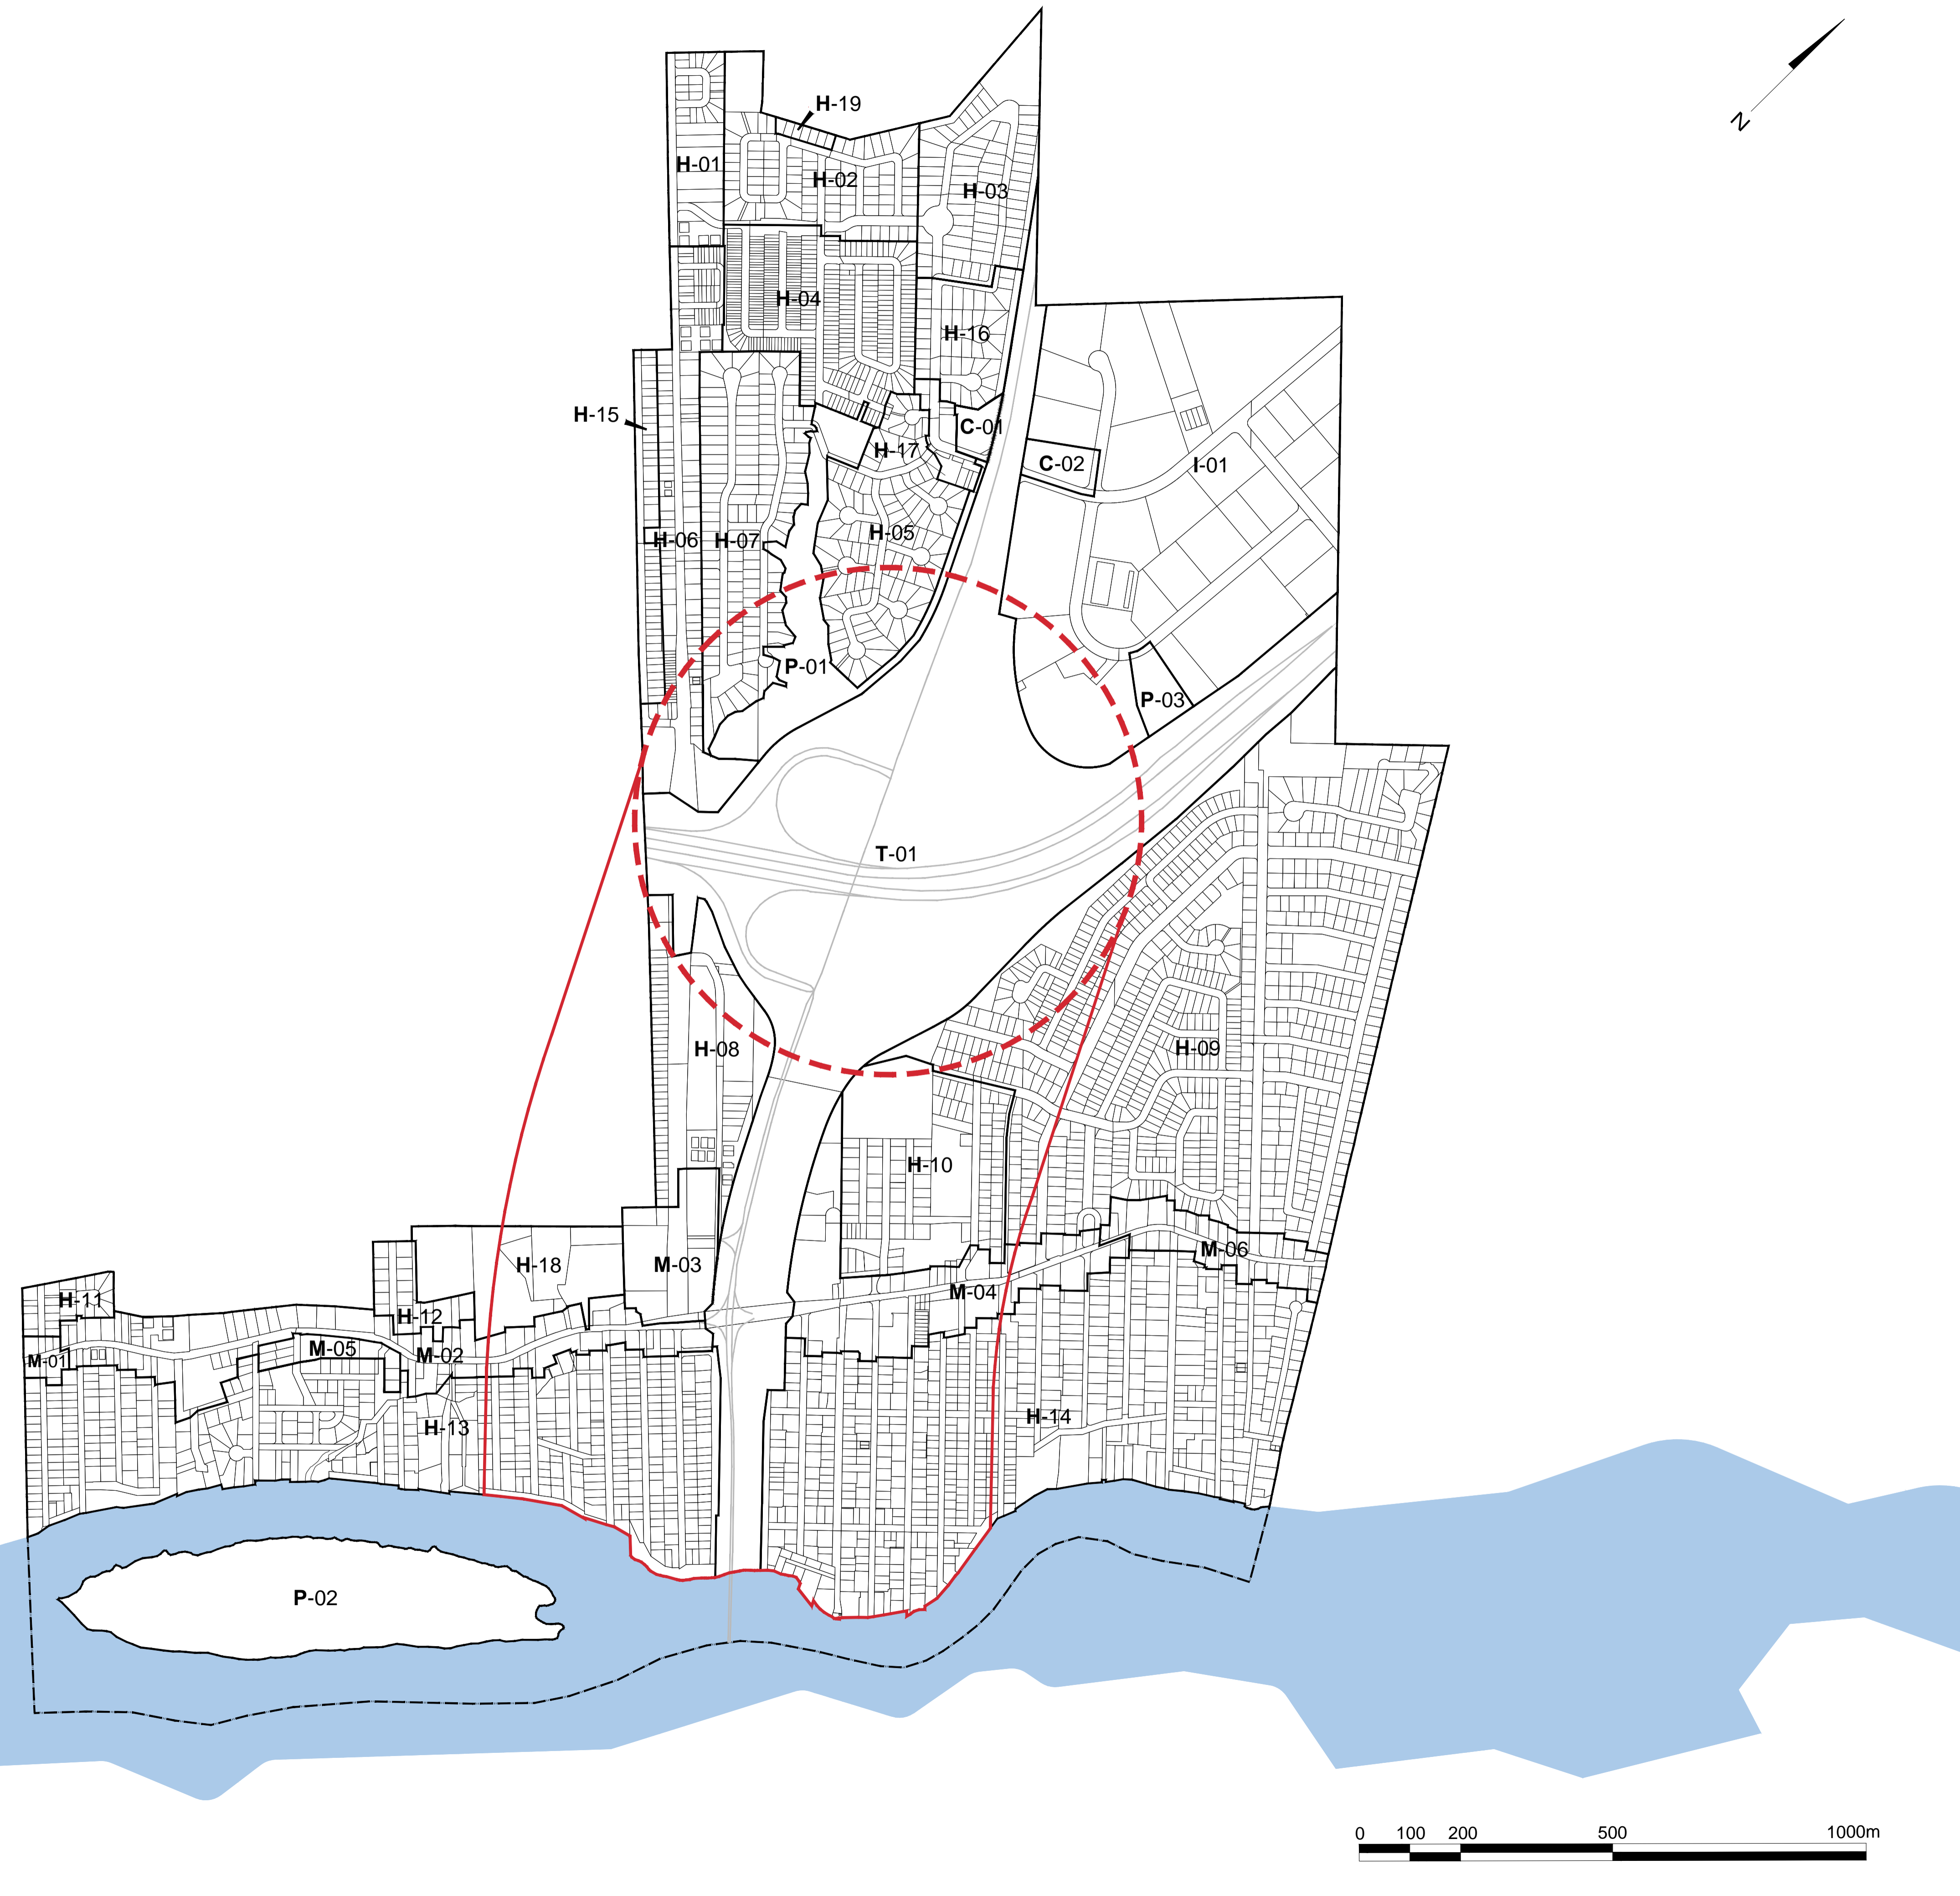 H-19
N
H-01
H-02
H-03
H-04
H-16
H-15
C-01
H-17
C-02
I-01
H-06
H-07
H-05
P-01
P-03
T-01
H-08
H-09
H-10
H-18
M-03
M-06
M-04
H-11
H-12
M-01
M-05
M-02
H-13
H-14
P-02
0 100 200 500 1000m